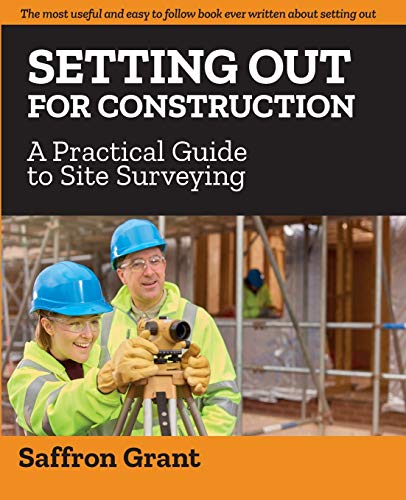 The most useful and easy to follow book ever written about setting out
SETTING OUT
FOR CONSTRUCTION
A Practical Guide
to Site Surveying
Saffron Grant